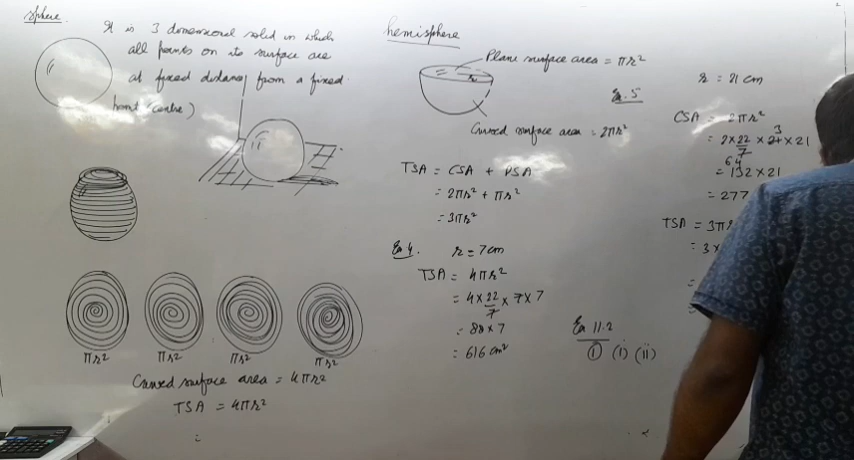 Sphere.
It is 3 dimensional solid in which
all points on its surface are
at fixed distance from a fixed
point (centre)
πr2
πr2
πr2
πr2
Curved surface area = 4πr2
TSA = 4πr2
hemisphere
Plane surface area = πr2
r
Curved surface area = 2πr2
TSA = CSA + PSA
= 2πr2 + πr2
= 3πr2
Ex 4.
r = 7cm
TSA = 4πr2
= 4 × 22/7 × 7 × 7
= 88 × 7
= 616 cm2
Ex. 5
r = 21 cm
CSA = 2πr2
= 2 × 22/7 × 21 × 21
3
= 132 × 21
= 277
TSA = 3π
= 3 ×
Ex 11.2
① (i) (ii)